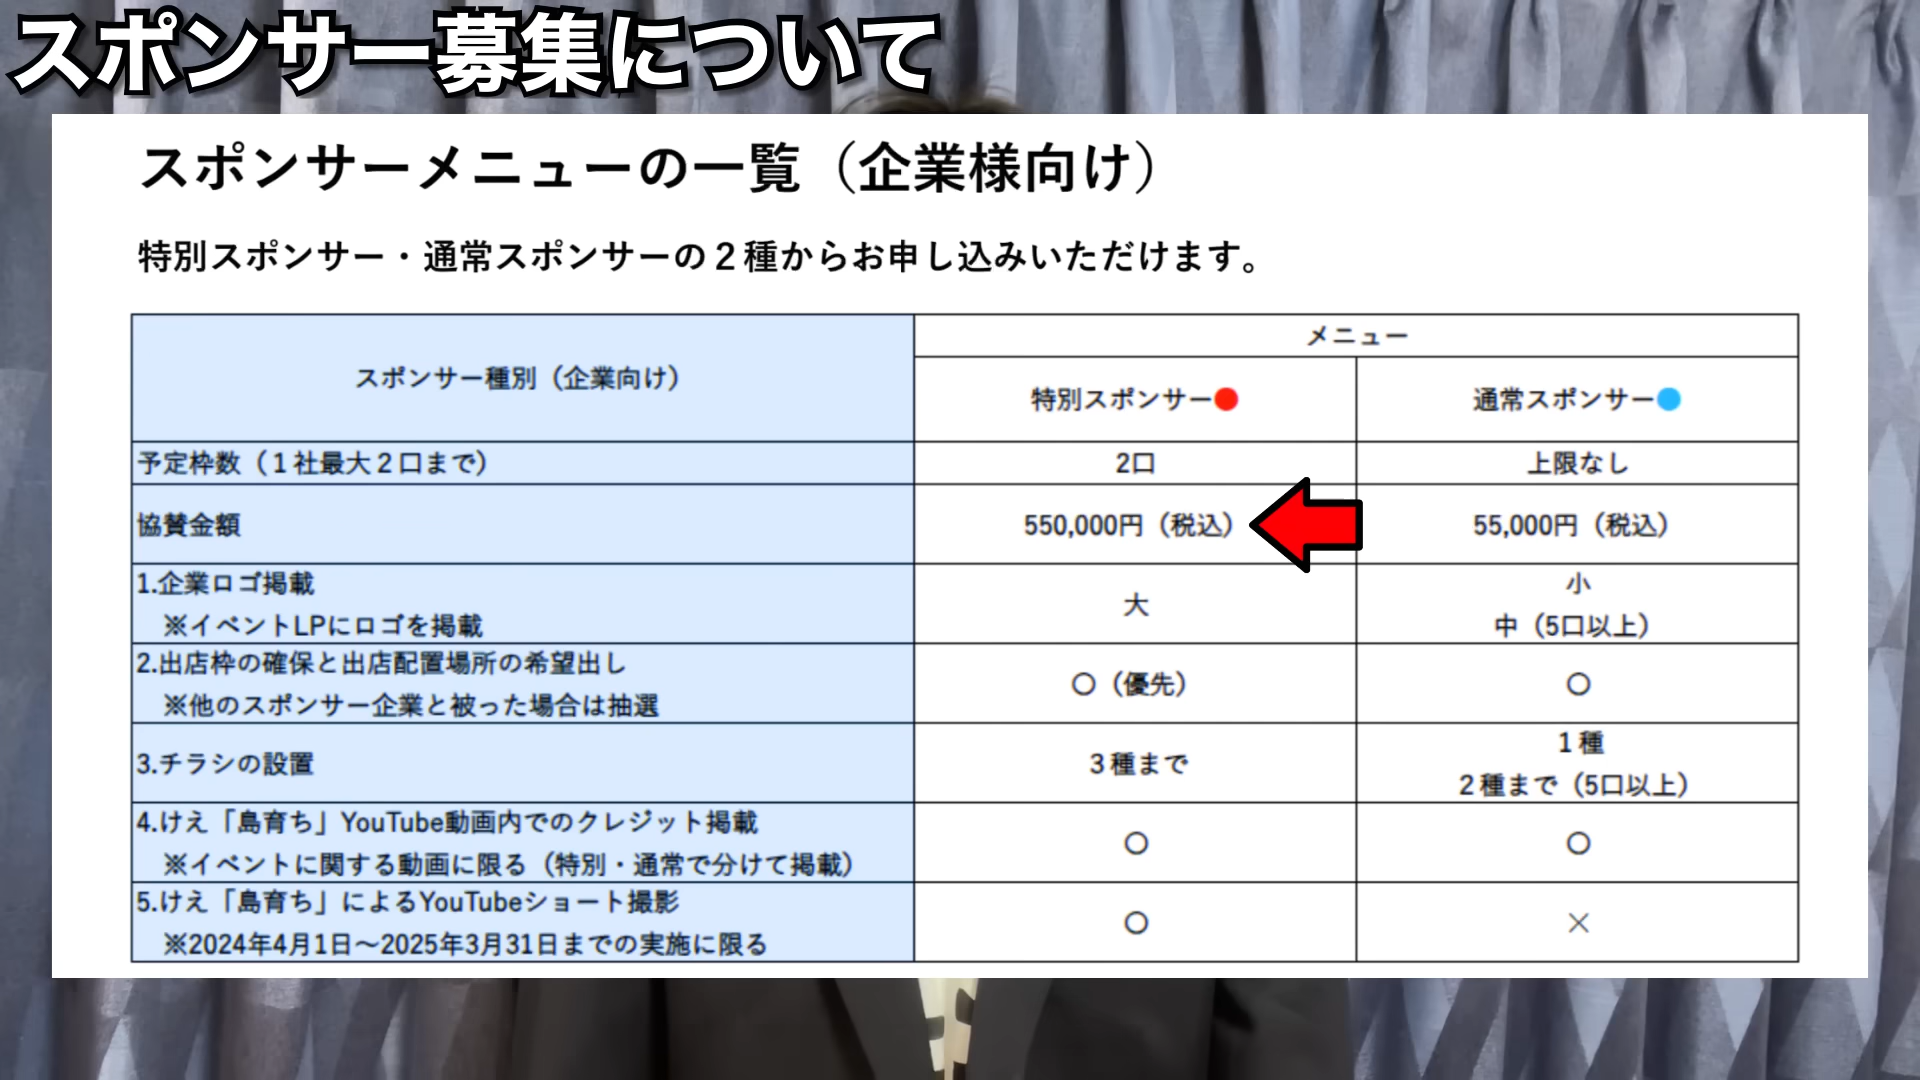 スポンサー募集について
スポンサーメニューの一覧（企業様向け）
特別スポンサー・通常スポンサーの２種からお申し込みいただけます。
スポンサー種別（企業向け）
メニュー
特別スポンサー🔴
通常スポンサー🔵
予定枠数（１社最大２口まで）
2口
上限なし
協賛金額
550,000円（税込）
55,000円（税込）
1.企業ロゴ掲載
※イベントLPにロゴを掲載
大
小
中（5口以上）
2.出店枠の確保と出店配置場所の希望出し
※他のスポンサー企業と被った場合は抽選
〇（優先）
〇
3.チラシの設置
３種まで
１種
２種まで（5口以上）
4.けえ「島育ち」YouTube動画内でのクレジット掲載
※イベントに関する動画に限る（特別・通常で分けて掲載）
〇
〇
5.けえ「島育ち」によるYouTubeショート撮影
※2024年4月1日～2025年3月31日までの実施に限る
〇
×